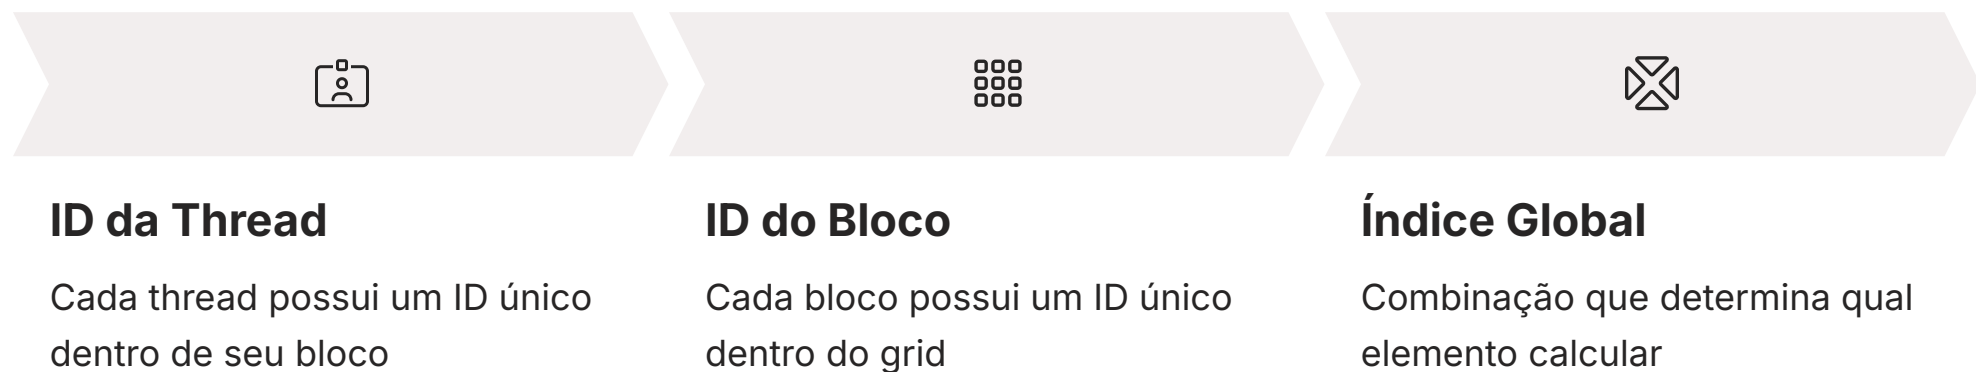 ID da Thread
Cada thread possui um ID único
dentro de seu bloco
ID do Bloco
Cada bloco possui um ID único
dentro do grid
Índice Global
Combinação que determina qual
elemento calcular